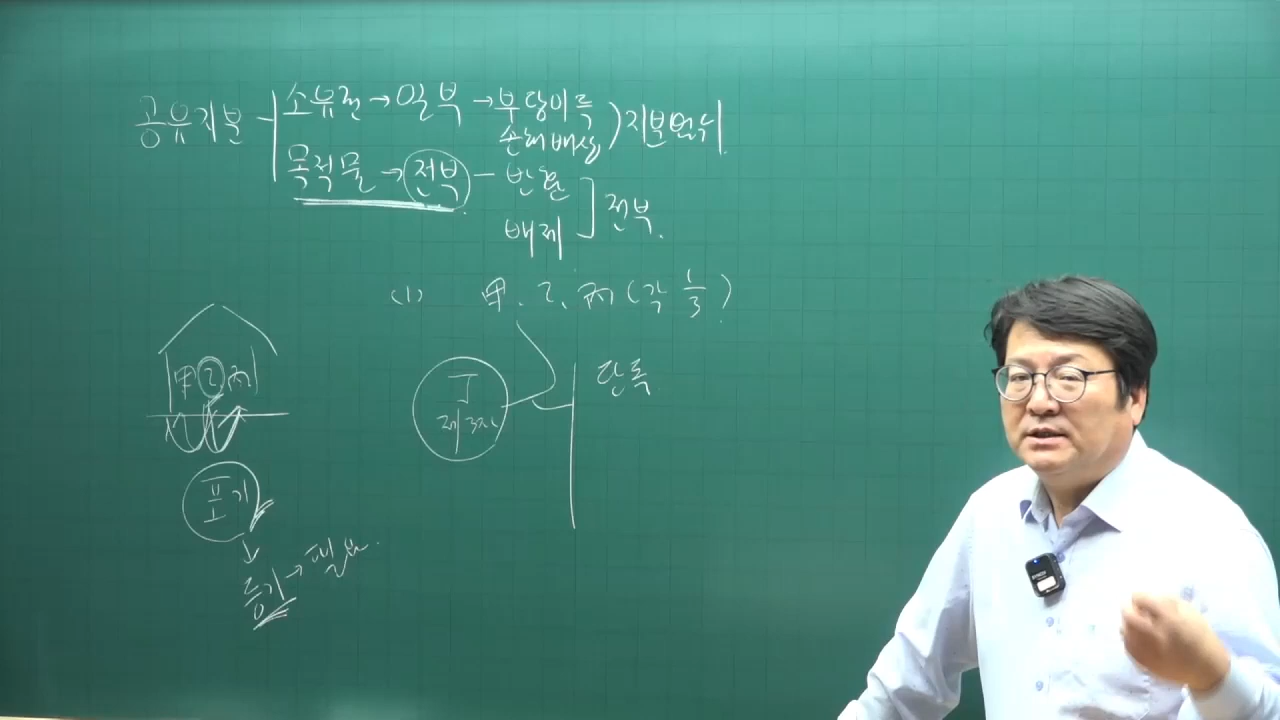 공유지분 소유권 → 일부 → 부당이득
손해배상 ) 지분범위
목적물 → 전부 - 반환
배제 ] 전부.
(1) 甲. 乙. 丙 (각 1/3)
甲 乙 丙
丁
제3자
단독
포기
↓
등기 → 필요.